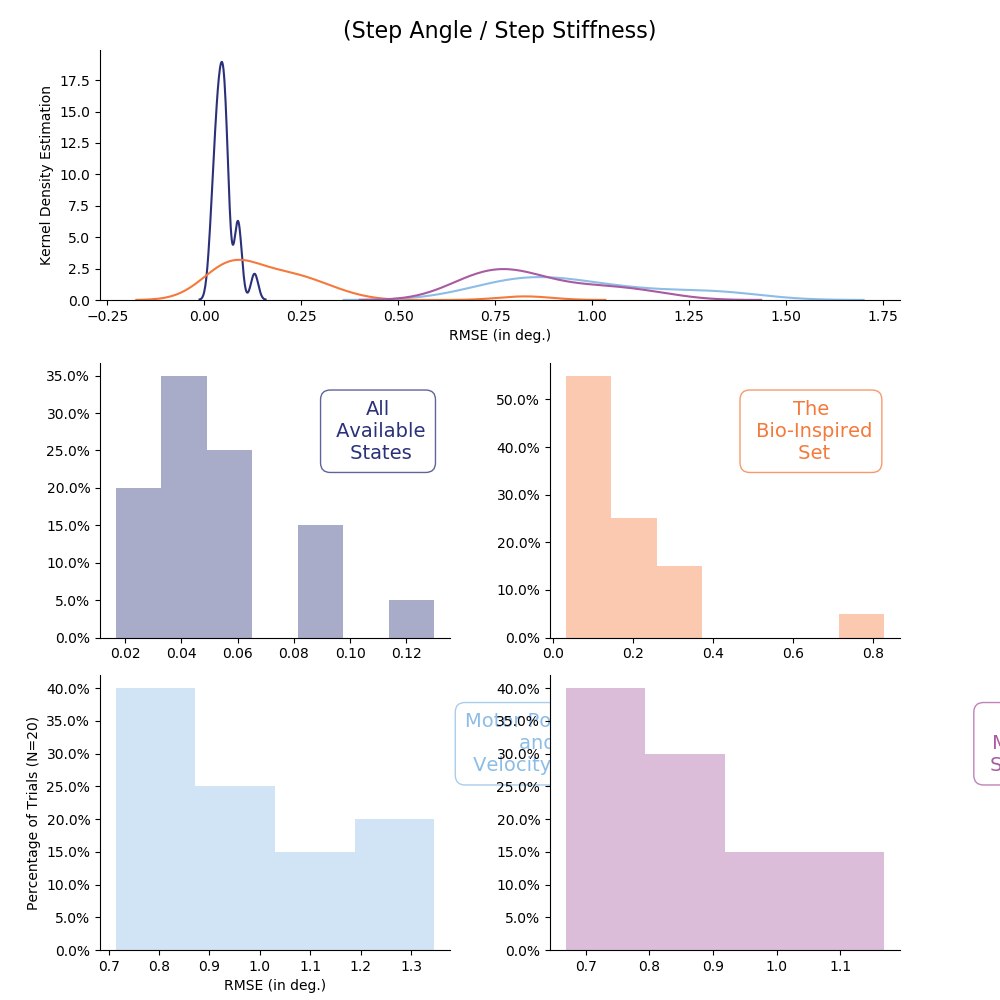 (Step Angle / Step Stiffness)
Kernel Density Estimation
17.5
15.0
12.5
10.0
7.5
5.0
2.5
0.0
−0.25 0.00 0.25 0.50 0.75 1.00 1.25 1.50 1.75
RMSE (in deg.)
35.0%
30.0%
25.0%
20.0%
15.0%
10.0%
5.0%
0.0%
0.02 0.04 0.06 0.08 0.10 0.12
All
Available
States
50.0%
40.0%
30.0%
20.0%
10.0%
0.0%
0.0 0.2 0.4 0.6 0.8
The
Bio-Inspired
Set
Percentage of Trials (N=20)
40.0%
35.0%
30.0%
25.0%
20.0%
15.0%
10.0%
5.0%
0.0%
0.7 0.8 0.9 1.0 1.1 1.2 1.3
RMSE (in deg.)
Motor
and
Velocity
40.0%
35.0%
30.0%
25.0%
20.0%
15.0%
10.0%
5.0%
0.0%
0.7 0.8 0.9 1.0 1.1
M
S